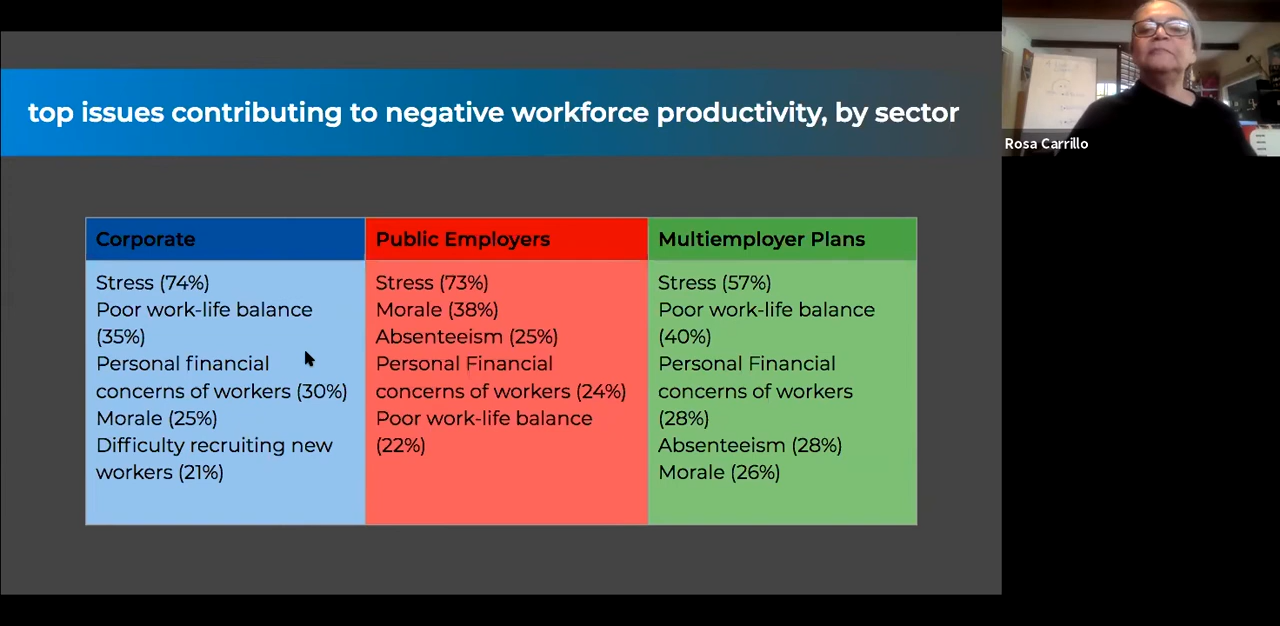 top issues contributing to negative workforce productivity, by sector
Rosa Carrillo
Corporate
Stress (74%)
Poor work-life balance
(35%)
Personal financial
concerns of workers (30%)
Morale (25%)
Difficulty recruiting new
workers (21%)
Public Employers
Stress (73%)
Morale (38%)
Absenteeism (25%)
Personal Financial
concerns of workers (24%)
Poor work-life balance
(22%)
Multiemployer Plans
Stress (57%)
Poor work-life balance
(40%)
Personal Financial
concerns of workers
(28%)
Absenteeism (28%)
Morale (26%)